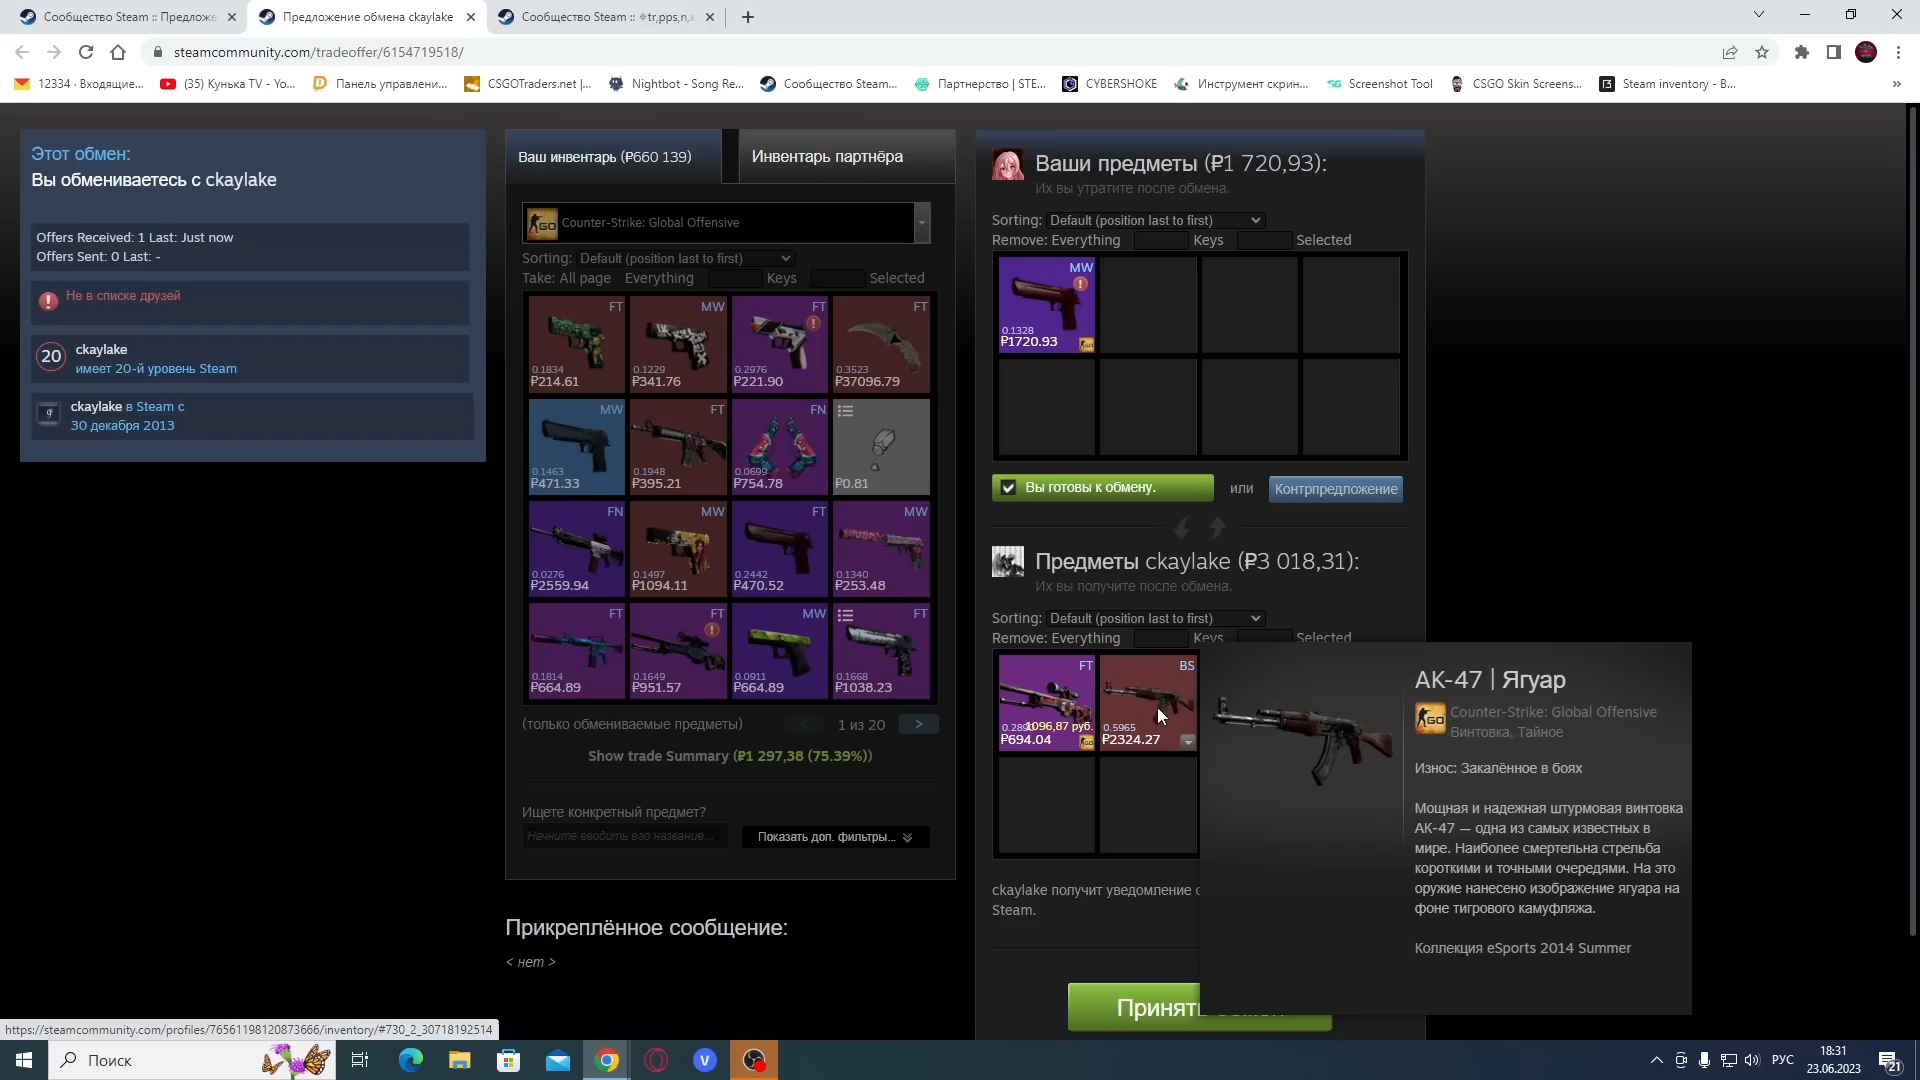 Сообщество Steam :: Предложе
Предложение обмена ckaylake
Сообщество Steam :: ⌖tr,pps,n,x
steamcommunity.com/tradeoffer/6154719518/
12334 · Входящие...
(35) Кунька TV - Yo...
Панель управлени...
CSGOTraders.net |...
Nightbot - Song Re...
Сообщество Steam...
Партнерство | STE...
CYBERSHOKE
Инструмент скрин...
Screenshot Tool
CSGO Skin Screens...
Steam inventory - B...
Этот обмен:
Вы обмениваетесь с ckaylake
Offers Received: 1 Last: Just now
Offers Sent: 0 Last: -
Не в списке друзей
20
ckaylake
имеет 20-й уровень Steam
9
ckaylake в Steam с
30 декабря 2013
Ваш инвентарь (₽660 139)
Инвентарь партнёра
Counter-Strike: Global Offensive
Sorting: Default (position last to first)
Take: All page Everything Keys Selected
FT
0.1834
₽214.61
MW
0.1229
₽341.76
FT
0.2976
₽221.90
FT
0.3523
₽37096.79
MW
0.1463
₽471.33
FT
0.1948
₽395.21
FN
0.0699
₽754.78
₽0.81
FN
0.0276
₽2559.94
MW
0.1497
₽1094.11
FT
0.2442
₽470.52
MW
0.1340
₽253.48
FT
0.1814
₽664.89
FT
0.1649
₽951.57
MW
0.0911
₽664.89
FT
0.1668
₽1038.23
(только обмениваемые предметы)
<
1 из 20
>
Show trade Summary (₽1 297,38 (75.39%))
Ищете конкретный предмет?
Начните вводить его название...
Показать доп. фильтры...
Прикреплённое сообщение:
< нет >
Ваши предметы (₽1 720,93):
Их вы утратите после обмена.
Sorting: Default (position last to first)
Remove: Everything Keys Selected
MW
0.1328
₽1720.93
Вы готовы к обмену.
или
Контрпредложение
Предметы ckaylake (₽3 018,31):
Их вы получите после обмена.
Sorting: Default (position last to first)
Remove: Everything Keys Selected
FT
1096,87 руб.
₽694.04
BS
0.5965
₽2324.27
ckaylake получит уведомление
Steam.
Принять
AK-47 | Ягуар
Counter-Strike: Global Offensive
Винтовка, Тайное
Износ: Закалённое в боях
Мощная и надежная штурмовая винтовка
АК-47 — одна из самых известных в
мире. Наиболее смертельна стрельба
короткими и точными очередями. На это
оружие нанесено изображение ягуара на
фоне тигрового камуфляжа.
Коллекция eSports 2014 Summer
https://steamcommunity.com/profiles/76561198120873666/inventory/#730_2_30718192514
Поиск
РУС
18:31
23.06.2023
21